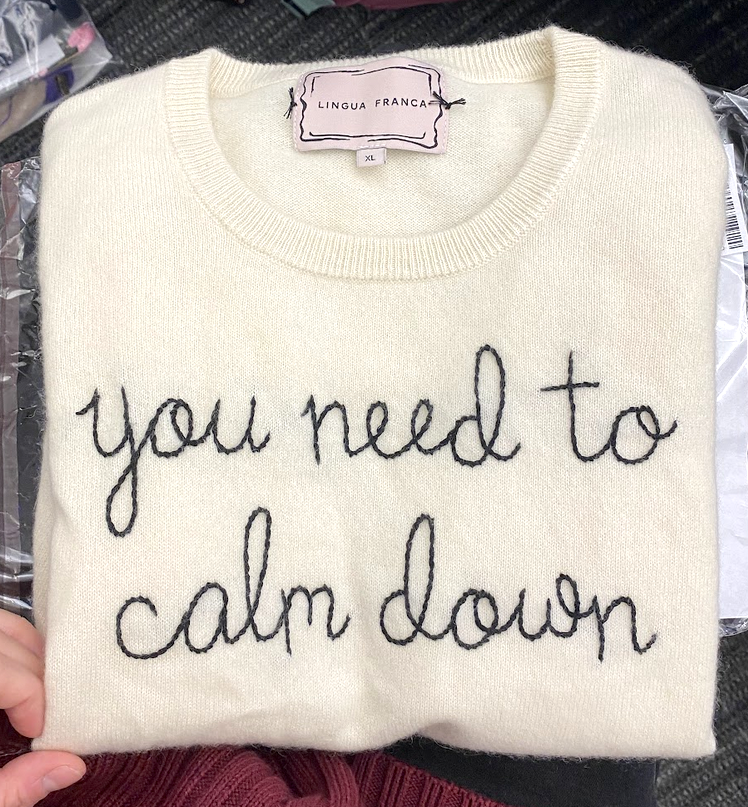 LINGUA FRANCA
XL
you need to
calm down